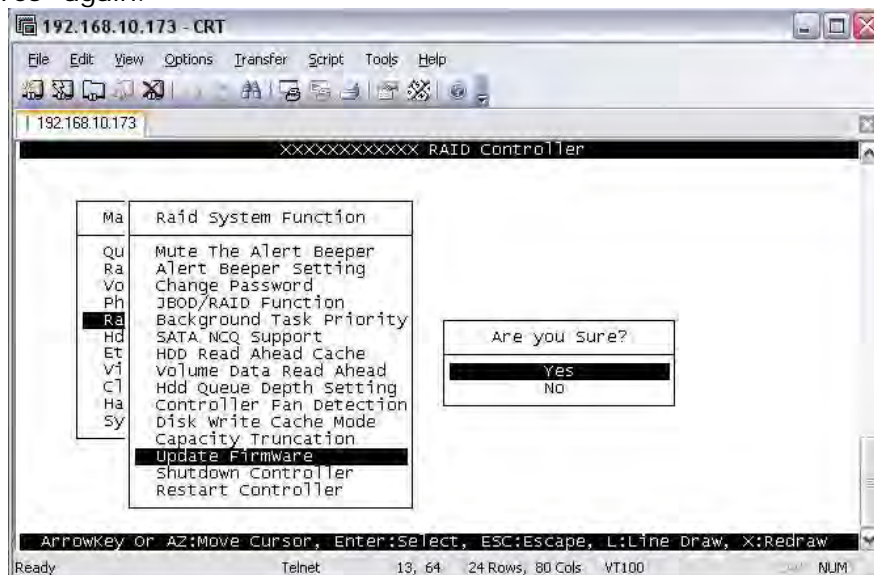 again.
192.168.10.173 - CRT
File Edit View Options Transfer Script Tools Help
192.168.10.173
XXXXXXXXXXXX RAID Controller
Ma
Raid System Function
Qu
Mute The Alert Beeper
Ra
Alert Beeper Setting
Vo
Change Password
Ph
JBOD/RAID Function
Ra
Background Task Priority
Hd
SATA NCQ Support
Et
HDD Read Ahead Cache
Vi
Volume Data Read Ahead
Cl
Hdd Queue Depth Setting
Ha
Controller Fan Detection
Sy
Disk Write Cache Mode
Capacity Truncation
Update Firmware
Shutdown Controller
Restart Controller
Are you Sure?
Yes
No
ArrowKey Or AZ:Move Cursor, Enter:Select, ESC:Escape, L:Line Draw, X:Redraw
Ready Telnet 13, 64 24 Rows, 80 Cols VT100 NUM